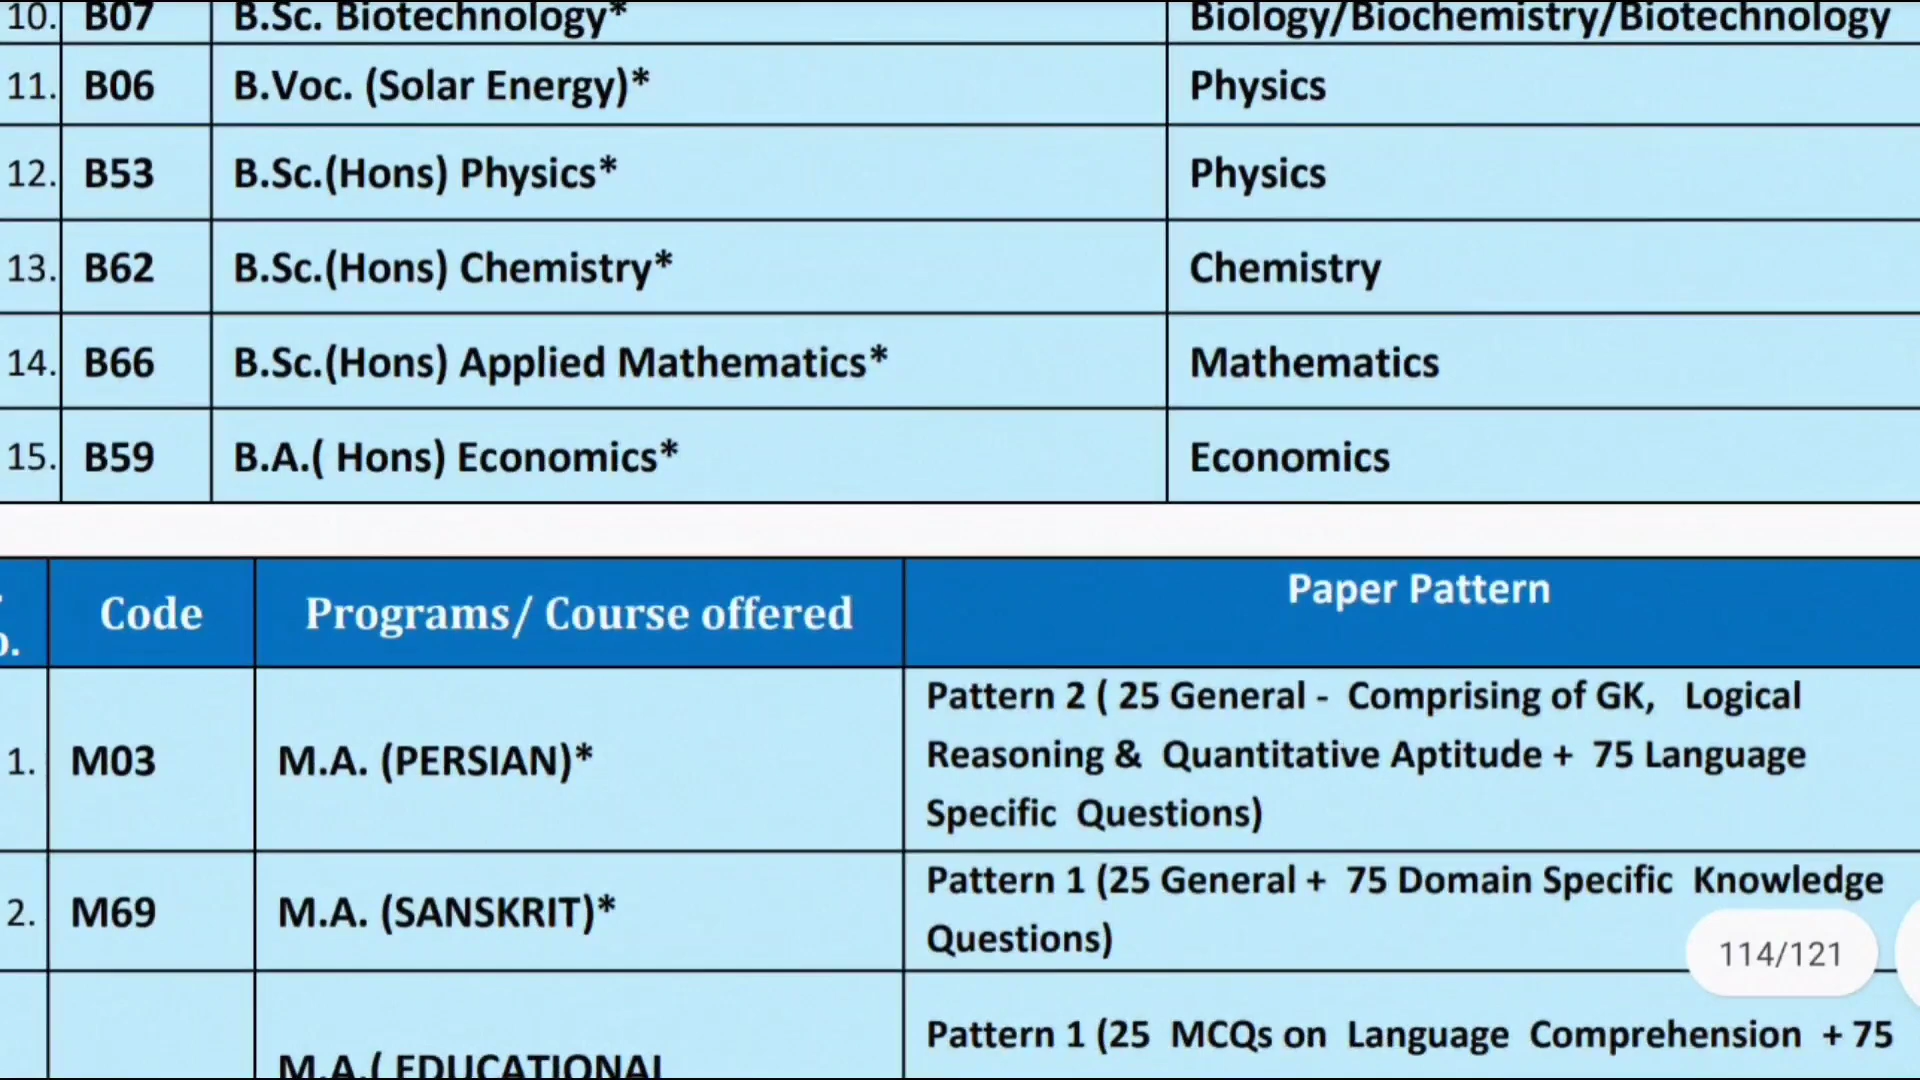 10. B07 B.Sc. Biotechnology* Biology/Biochemistry/Biotechnology
11. B06 B.Voc. (Solar Energy)* Physics
12. B53 B.Sc.(Hons) Physics* Physics
13. B62 B.Sc.(Hons) Chemistry* Chemistry
14. B66 B.Sc.(Hons) Applied Mathematics* Mathematics
15. B59 B.A.( Hons) Economics* Economics
Code Programs/ Course offered Paper Pattern
1. M03 M.A. (PERSIAN)* Pattern 2 ( 25 General - Comprising of GK, Logical
Reasoning & Quantitative Aptitude + 75 Language
Specific Questions)
2. M69 M.A. (SANSKRIT)* Pattern 1 (25 General + 75 Domain Specific Knowledge
Questions)
114/121
Pattern 1 (25 MCQs on Language Comprehension + 75
M.A.( EDUCATIONAL